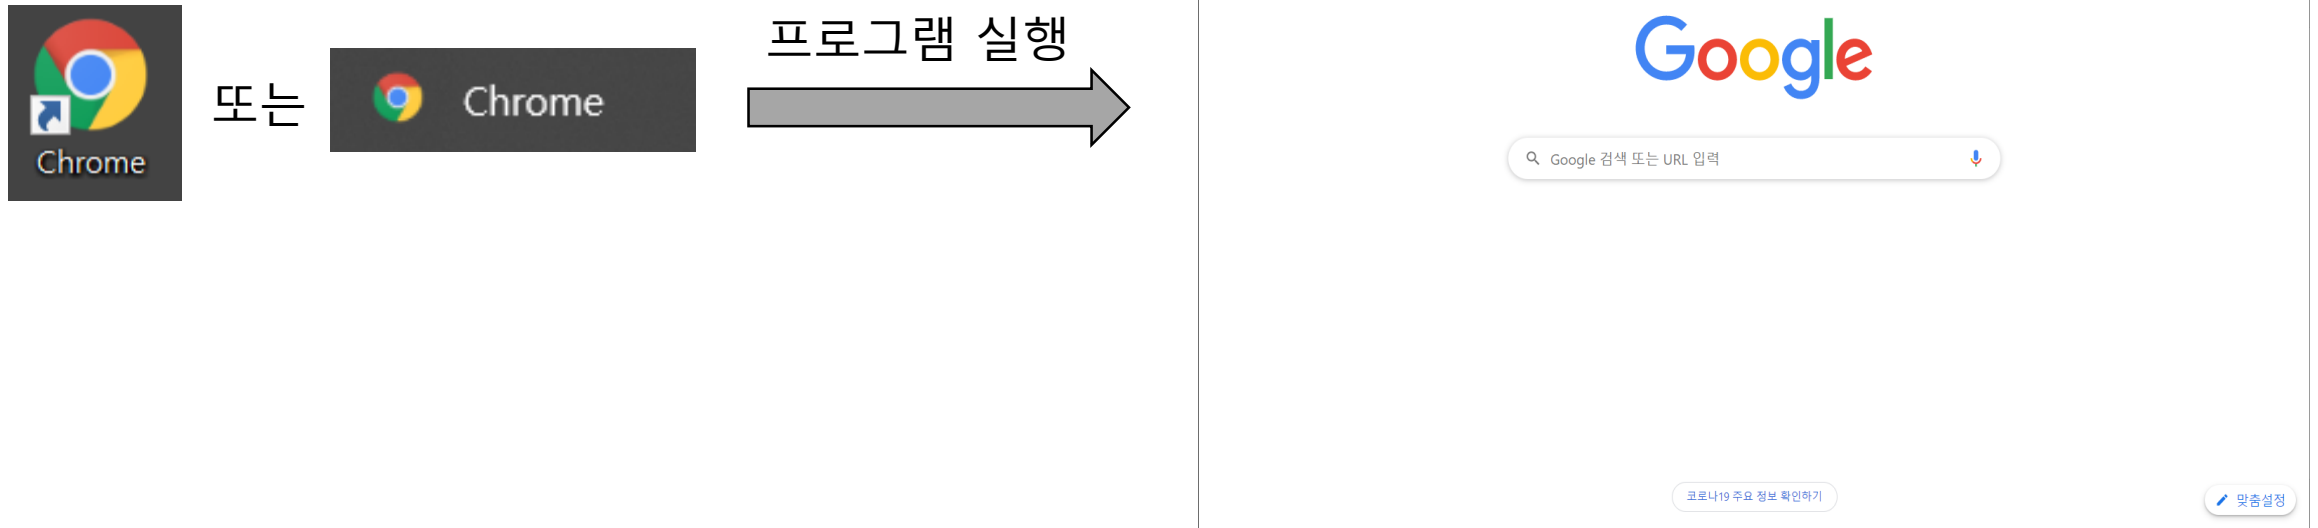 Chrome
또는
Chrome
프로그램 실행
Google
Google 검색 또는 URL 입력
코로나19 주요 정보 확인하기
맞춤설정